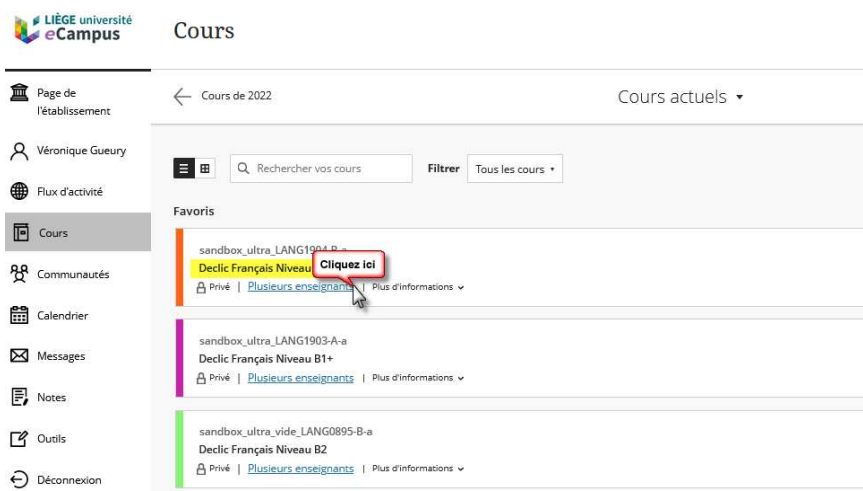 LIÈGE université
eCampus
Cours
Page de
l'établissement
Véronique Gueury
Flux d'activité
Cours
Communautés
Calendrier
Messages
Notes
Outils
Déconnexion
Cours de 2022
Cours actuels
Rechercher vos cours
Filtrer
Tous les cours
Favoris
sandbox_ultra_LANG1904-B-a
Declic Français Niveau
Cliquez ici
Privé | Plusieurs enseignants | Plus d'informations
sandbox_ultra_LANG1903-A-a
Declic Français Niveau B1+
Privé | Plusieurs enseignants | Plus d'informations
sandbox_ultra_vide_LANG0895-B-a
Declic Français Niveau B2
Privé | Plusieurs enseignants | Plus d'informations